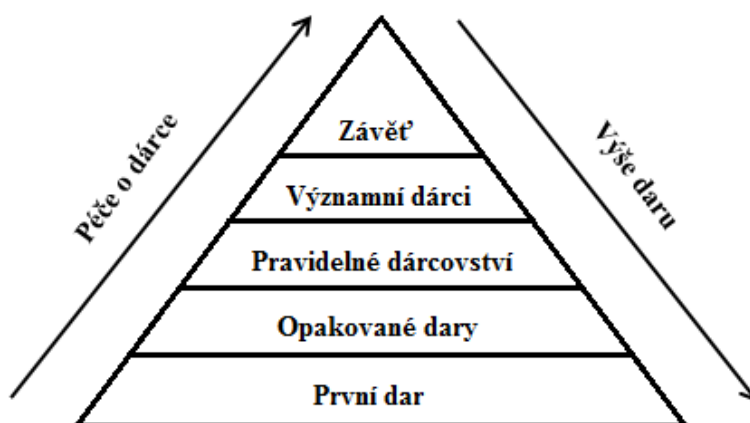 Závěť
Péče o dárce
Výše daru
Významní dárci
Pravidelné dárcovství
Opakované dary
První dar